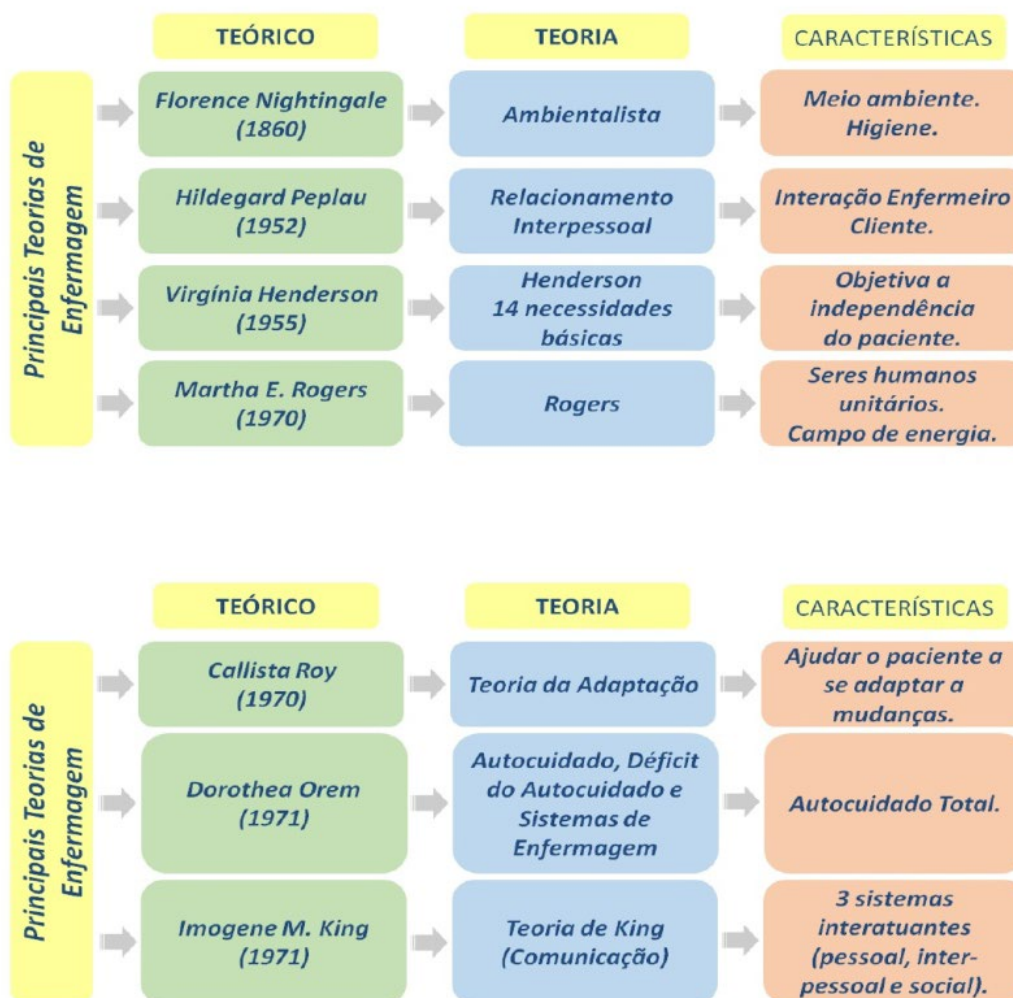 TEÓRICO
TEORIA
CARACTERÍSTICAS
Principais Teorias de
Enfermagem
Florence Nightingale
(1860)
Ambientalista
Meio ambiente.
Higiene.
Hildegard Peplau
(1952)
Relacionamento
Interpessoal
Interação Enfermeiro
Cliente.
Virgínia Henderson
(1955)
Henderson
14 necessidades
básicas
Objetiva a
independência
do paciente.
Martha E. Rogers
(1970)
Rogers
Seres humanos
unitários.
Campo de energia.
TEÓRICO
TEORIA
CARACTERÍSTICAS
Principais Teorias de
Enfermagem
Callista Roy
(1970)
Teoria da Adaptação
Ajudar o paciente a
se adaptar a
mudanças.
Dorothea Orem
(1971)
Autocuidado, Déficit
do Autocuidado e
Sistemas de
Enfermagem
Autocuidado Total.
Imogene M. King
(1971)
Teoria de King
(Comunicação)
3 sistemas
interatuantes
(pessoal, inter-
pessoal e social).